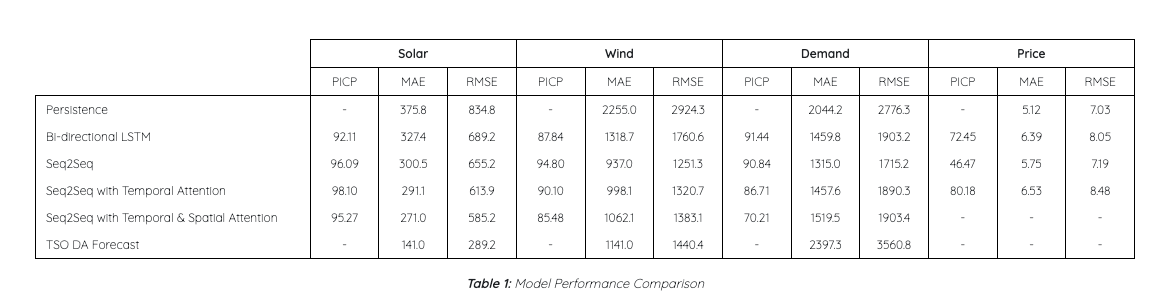 Solar Wind Demand Price
PICP MAE RMSE PICP MAE RMSE PICP MAE RMSE PICP MAE RMSE
Persistence - 375.8 834.8 - 2255.0 2924.3 - 2044.2 2776.3 - 5.12 7.03
Bi-directional LSTM 92.11 327.4 689.2 87.84 1318.7 1760.6 91.44 1459.8 1903.2 72.45 6.39 8.05
Seq2Seq 96.09 300.5 655.2 94.80 937.0 1251.3 90.84 1315.0 1715.2 46.47 5.75 7.19
Seq2Seq with Temporal Attention 98.10 291.1 613.9 90.10 998.1 1320.7 86.71 1457.6 1890.3 80.18 6.53 8.48
Seq2Seq with Temporal & Spatial Attention 95.27 271.0 585.2 85.48 1062.1 1383.1 70.21 1519.5 1903.4 - - -
TSO DA Forecast - 141.0 289.2 - 1141.0 1440.4 - 2397.3 3560.8 - - -
Table 1: Model Performance Comparison